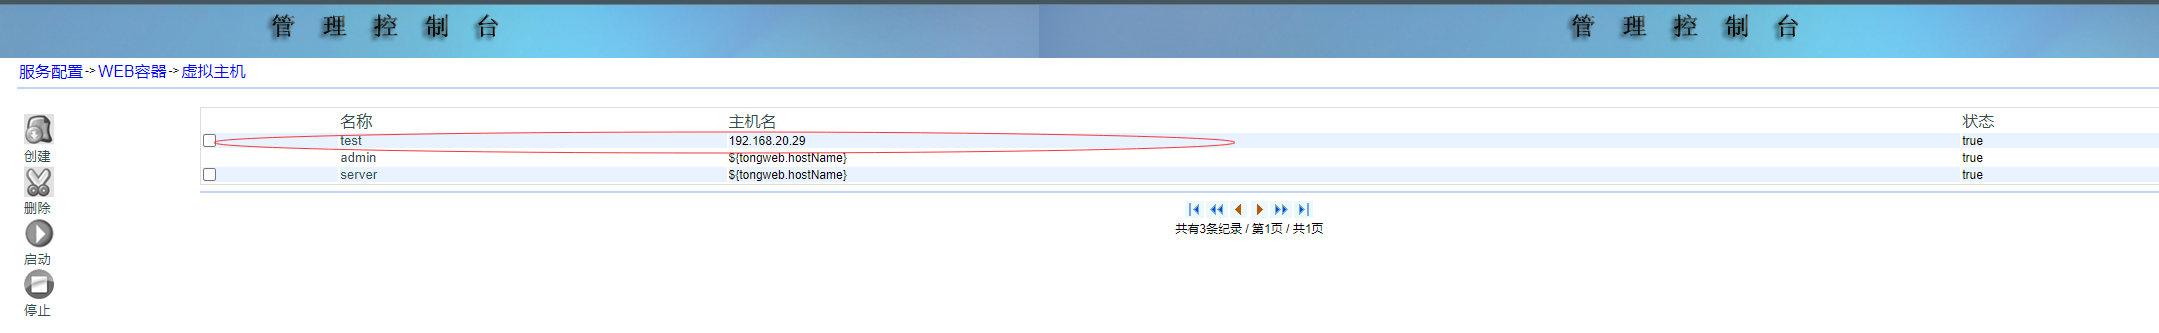 管理控制台 管理控制台
服务配置->WEB容器->虚拟主机
名称 主机名 状态
test 192.168.20.29 true
admin ${tongweb.hostName} true
server ${tongweb.hostName} true
共有3条纪录 / 第1页 / 共1页
创建
删除
启动
停止